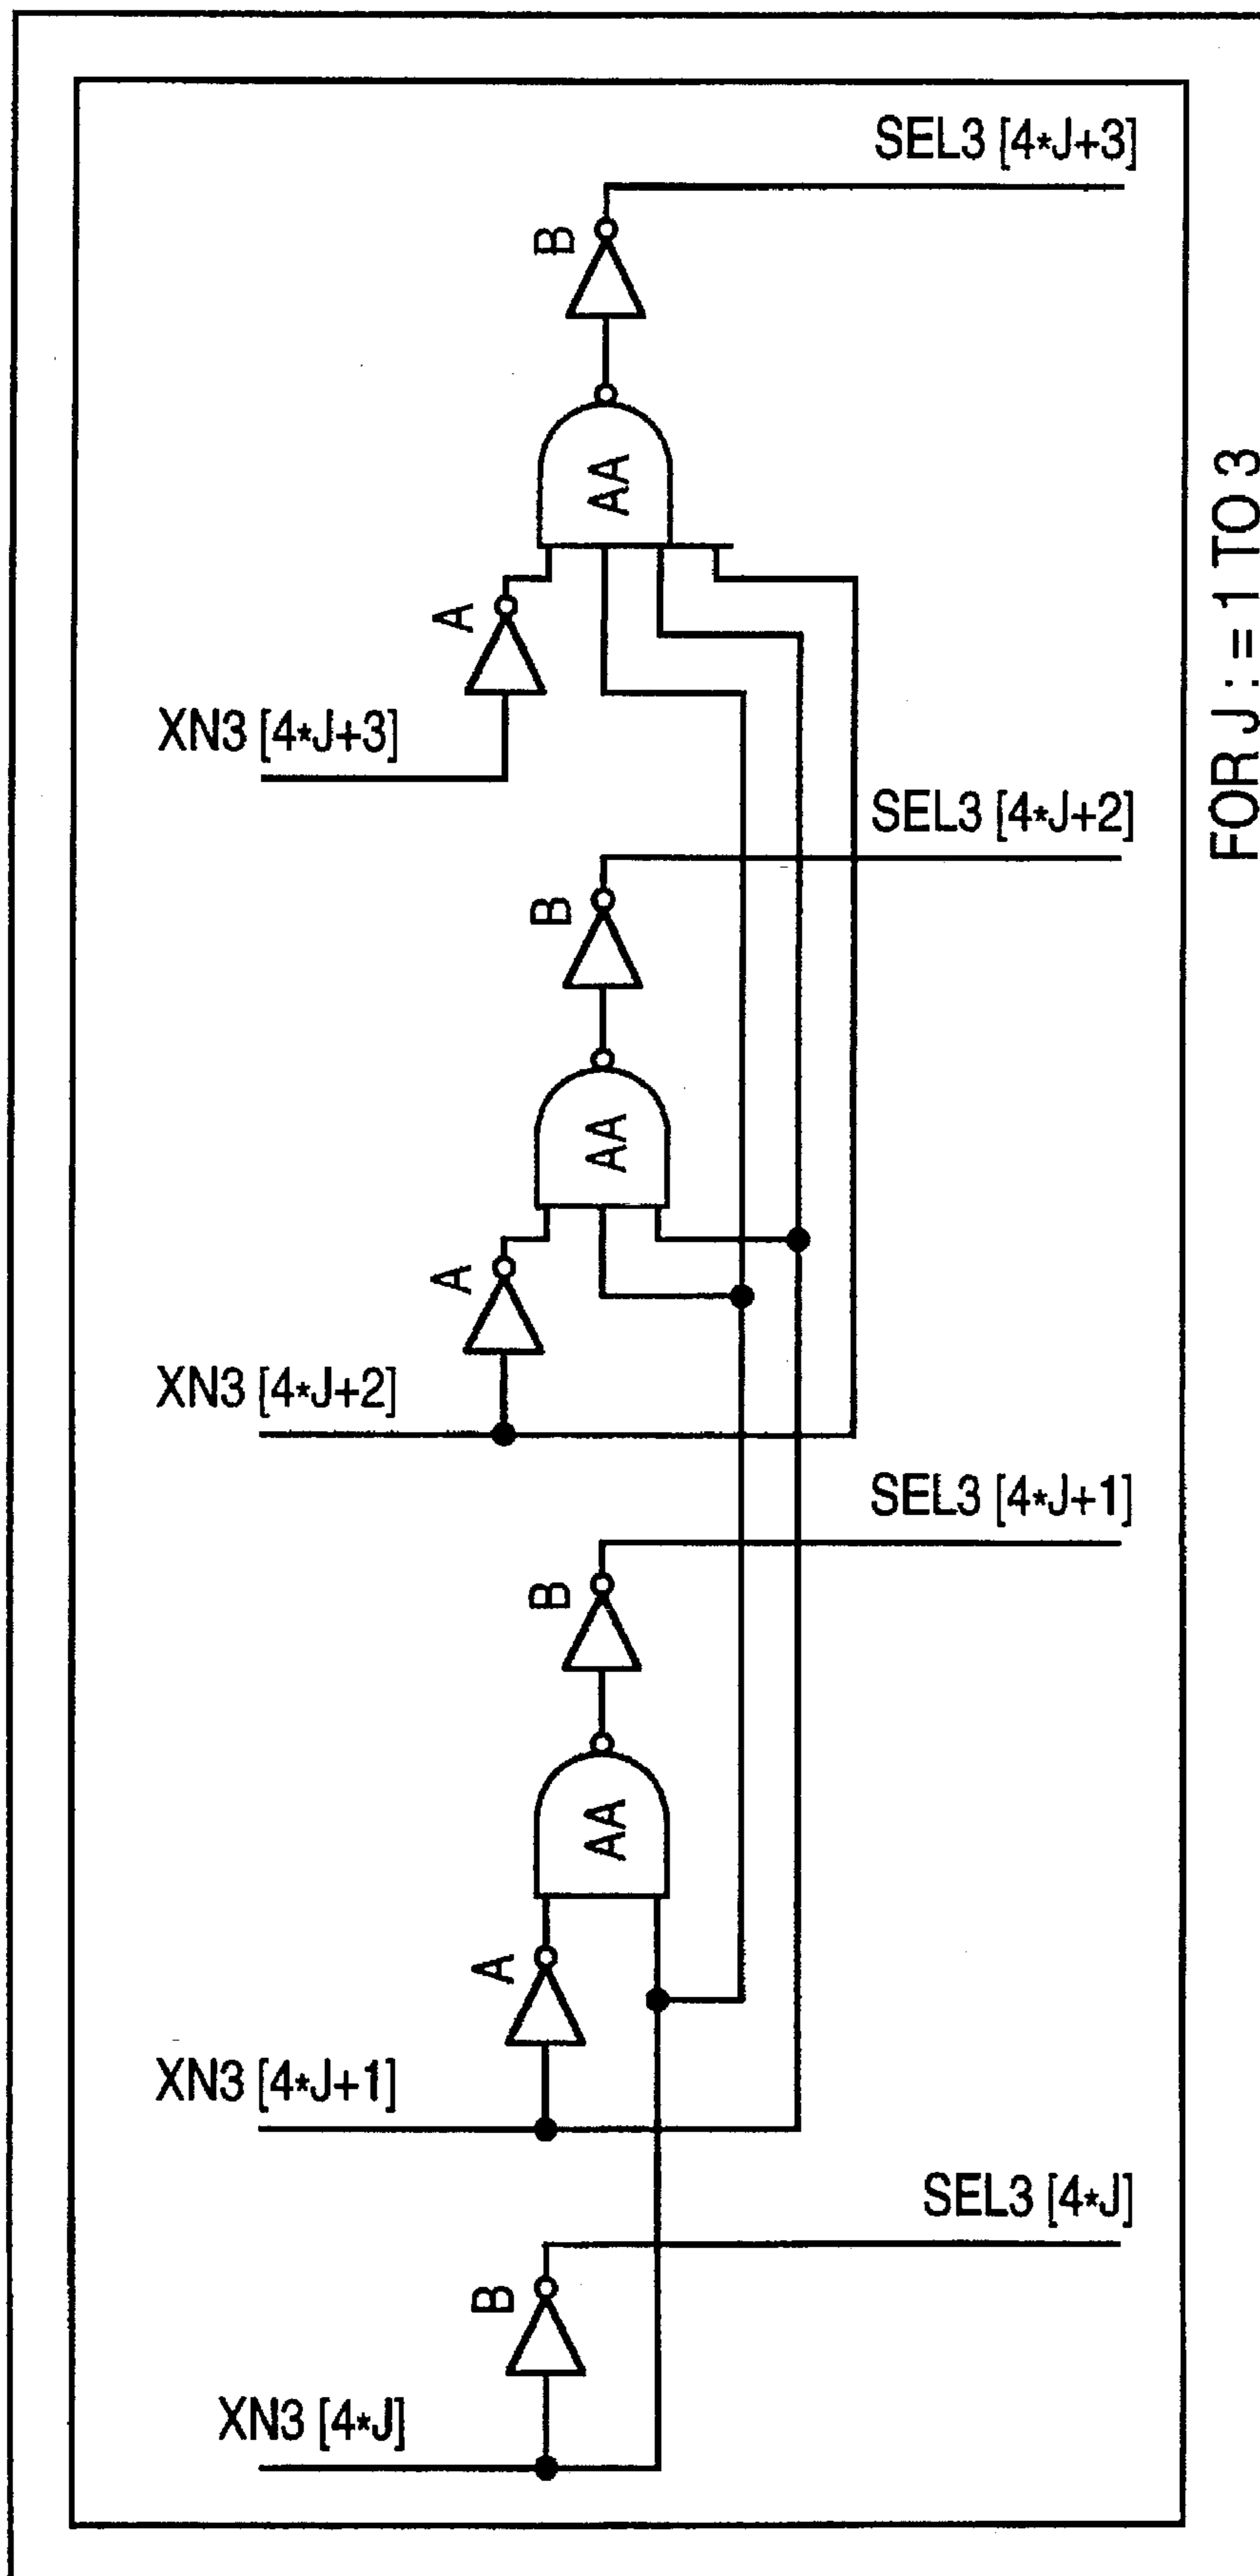 SEL3 [4*J+3]
B
AA
A
XN3 [4*J+3]
SEL3 [4*J+2]
B
AA
A
XN3 [4*J+2]
SEL3 [4*J+1]
B
AA
A
XN3 [4*J+1]
SEL3 [4*J]
B
XN3 [4*J]
FOR J : = 1 TO 3